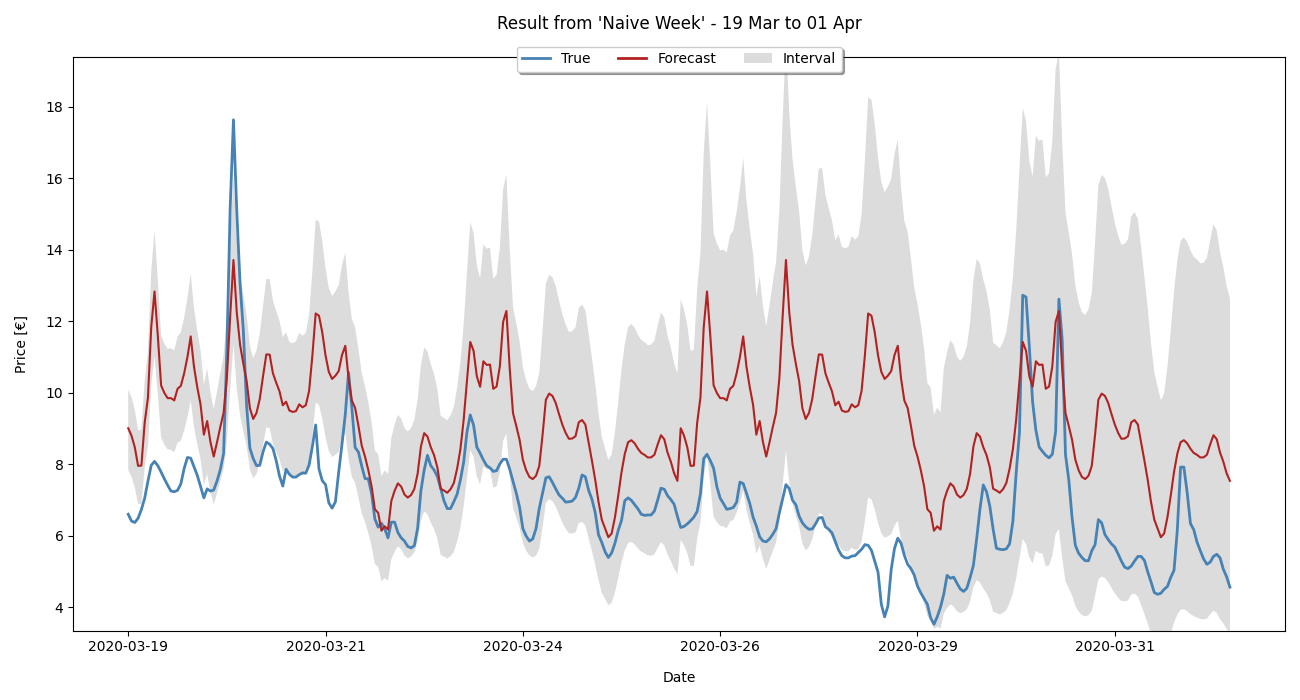 Result from 'Naive Week' - 19 Mar to 01 Apr
True Forecast Interval
Price [€]
18
16
14
12
10
8
6
4
2020-03-19 2020-03-21 2020-03-24 2020-03-26 2020-03-29 2020-03-31
Date